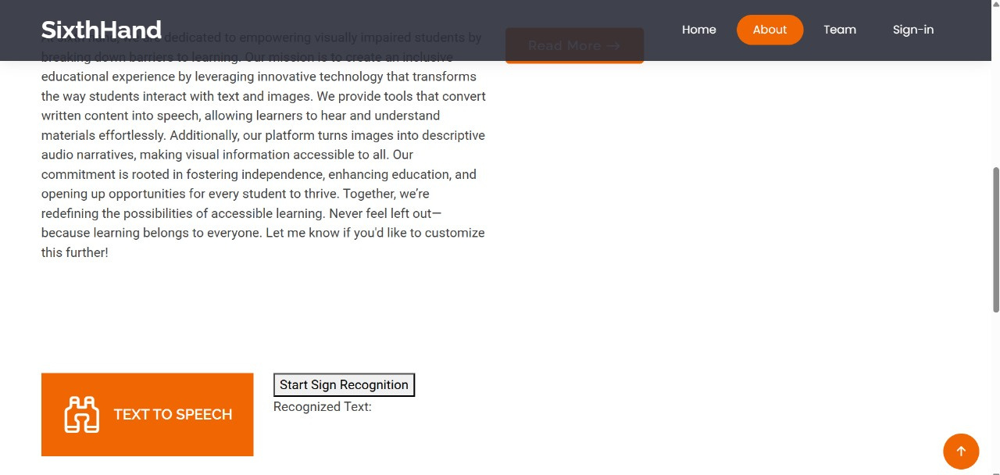 SixthHand
Home About Team Sign-in
At SixthHand, we are dedicated to empowering visually impaired students by
breaking down barriers to learning. Our mission is to create an inclusive
educational experience by leveraging innovative technology that transforms
the way students interact with text and images. We provide tools that convert
written content into speech, allowing learners to hear and understand
materials effortlessly. Additionally, our platform turns images into descriptive
audio narratives, making visual information accessible to all. Our
commitment is rooted in fostering independence, enhancing education, and
opening up opportunities for every student to thrive. Together, we’re
redefining the possibilities of accessible learning. Never feel left out—
because learning belongs to everyone. Let me know if you'd like to customize
this further!
Read More →
TEXT TO SPEECH
Start Sign Recognition
Recognized Text: